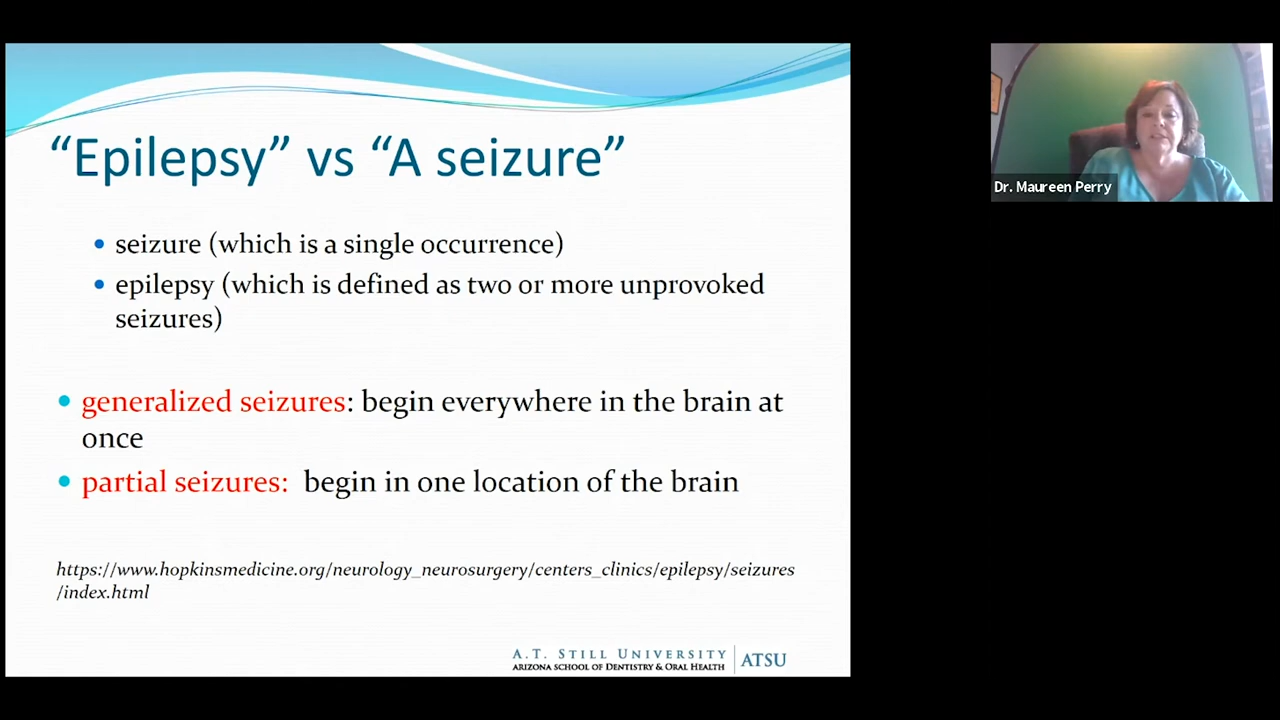 “Epilepsy” vs “A seizure”
• seizure (which is a single occurrence)
• epilepsy (which is defined as two or more unprovoked
seizures)
• generalized seizures: begin everywhere in the brain at
once
• partial seizures: begin in one location of the brain
https://www.hopkinsmedicine.org/neurology_neurosurgery/centers_clinics/epilepsy/seizures
/index.html
A.T. STILL UNIVERSITY
ARIZONA SCHOOL OF DENTISTRY & ORAL HEALTH
ATSU
Dr. Maureen Perry